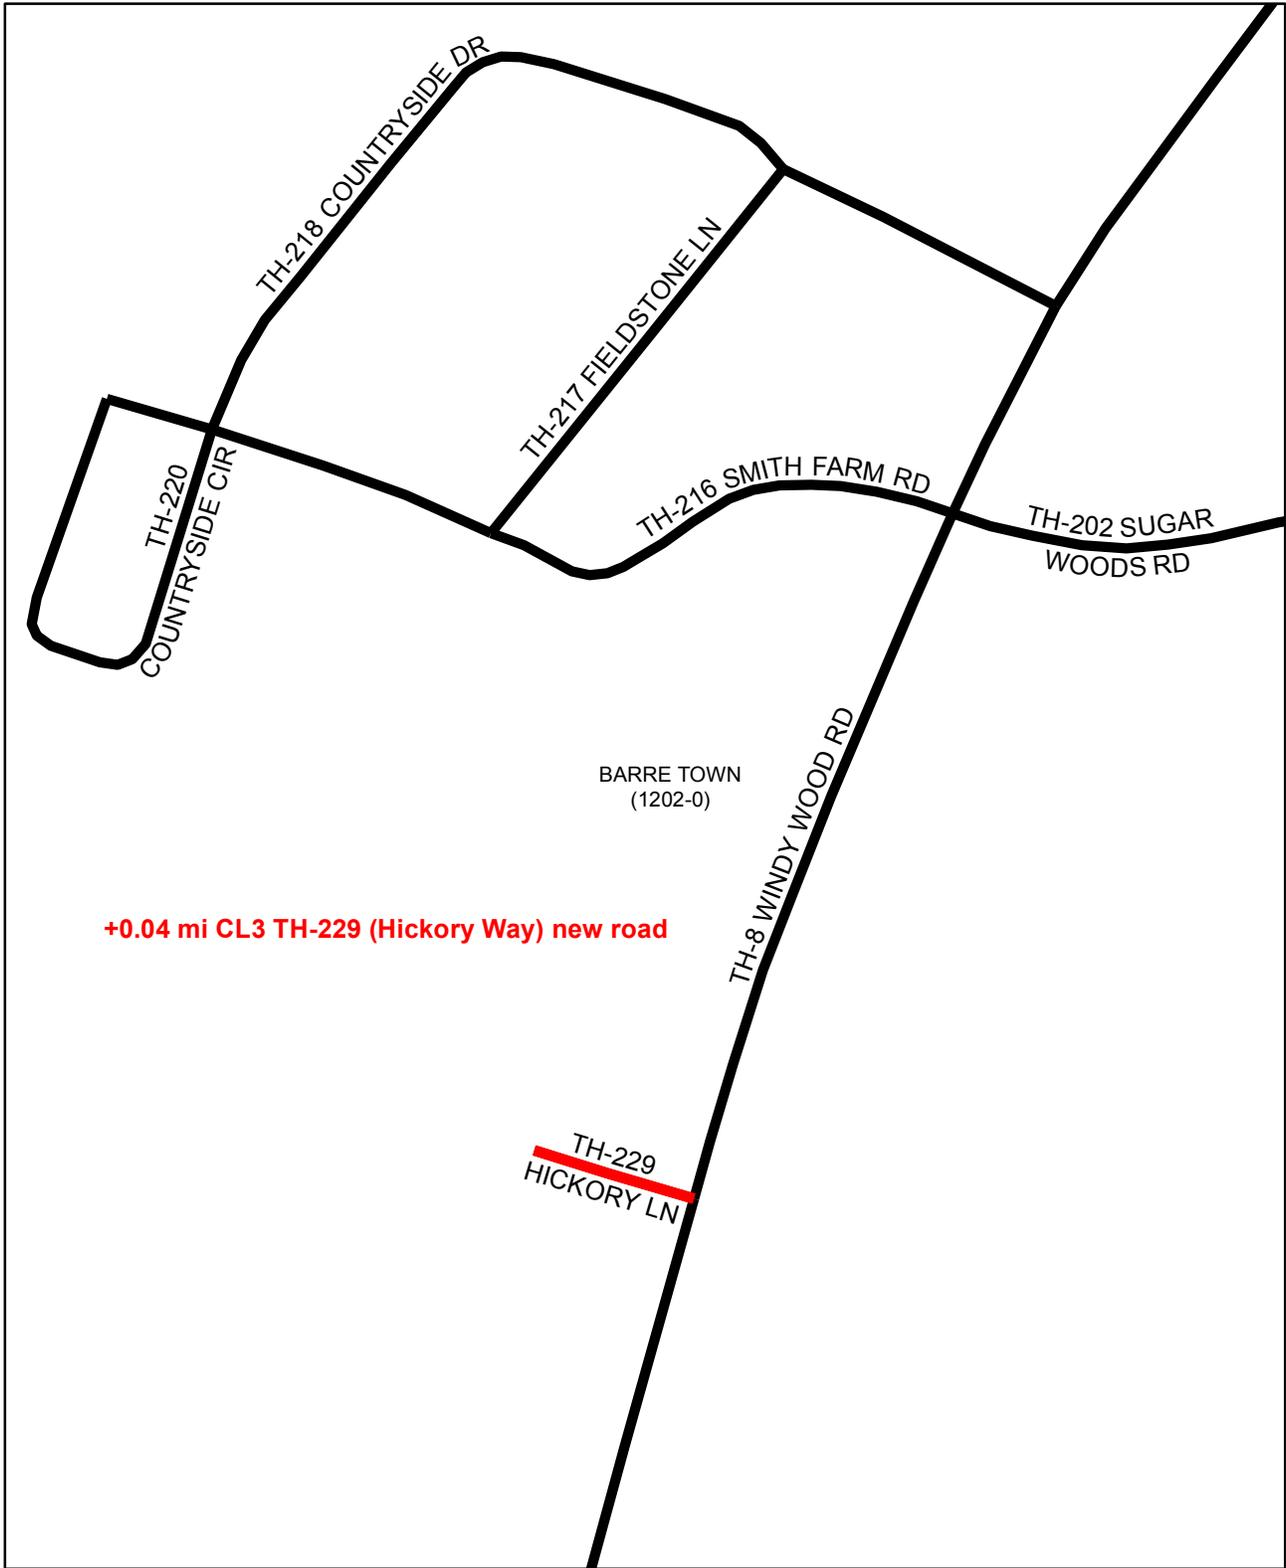 TH-218 COUNTRYSIDE DR
TH-217 FIELDSTONE LN
TH-220
COUNTRYSIDE CIR
TH-216 SMITH FARM RD
TH-202 SUGAR
WOODS RD
BARRE TOWN
(1202-0)
TH-8 WINDY WOOD RD
+0.04 mi CL3 TH-229 (Hickory Way) new road
TH-229
HICKORY LN